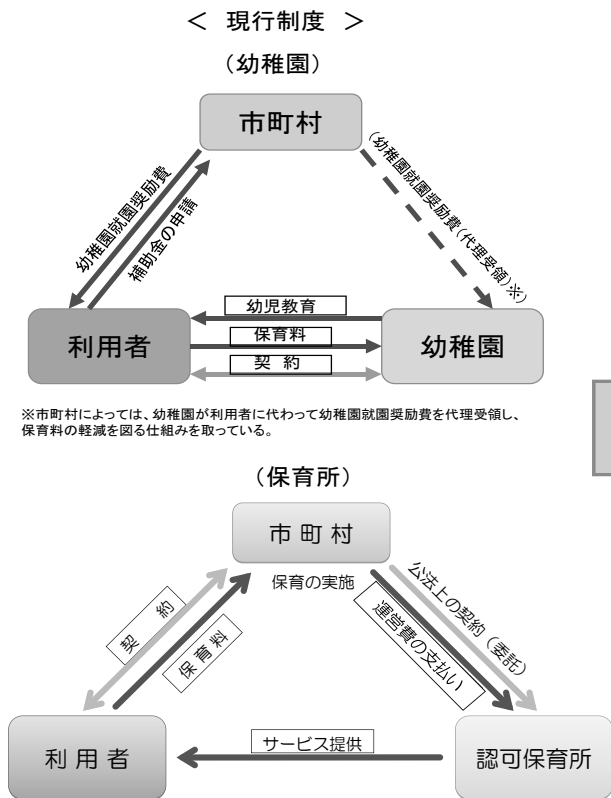 ＜ 現行制度 ＞
（幼稚園）
市町村
幼稚園就園奨励費
補助金の申請
(幼稚園就園奨励費(代理受領)※)
幼児教育
利用者
保育料
幼稚園
契 約
※市町村によっては、幼稚園が利用者に代わって幼稚園就園奨励費を代理受領し、
保育料の軽減を図る仕組みを取っている。
（保育所）
市 町 村
保育の実施
契 約
保 育 料
運営費の支払い
公法上の契約（委託）
利 用 者
サービス提供
認可保育所